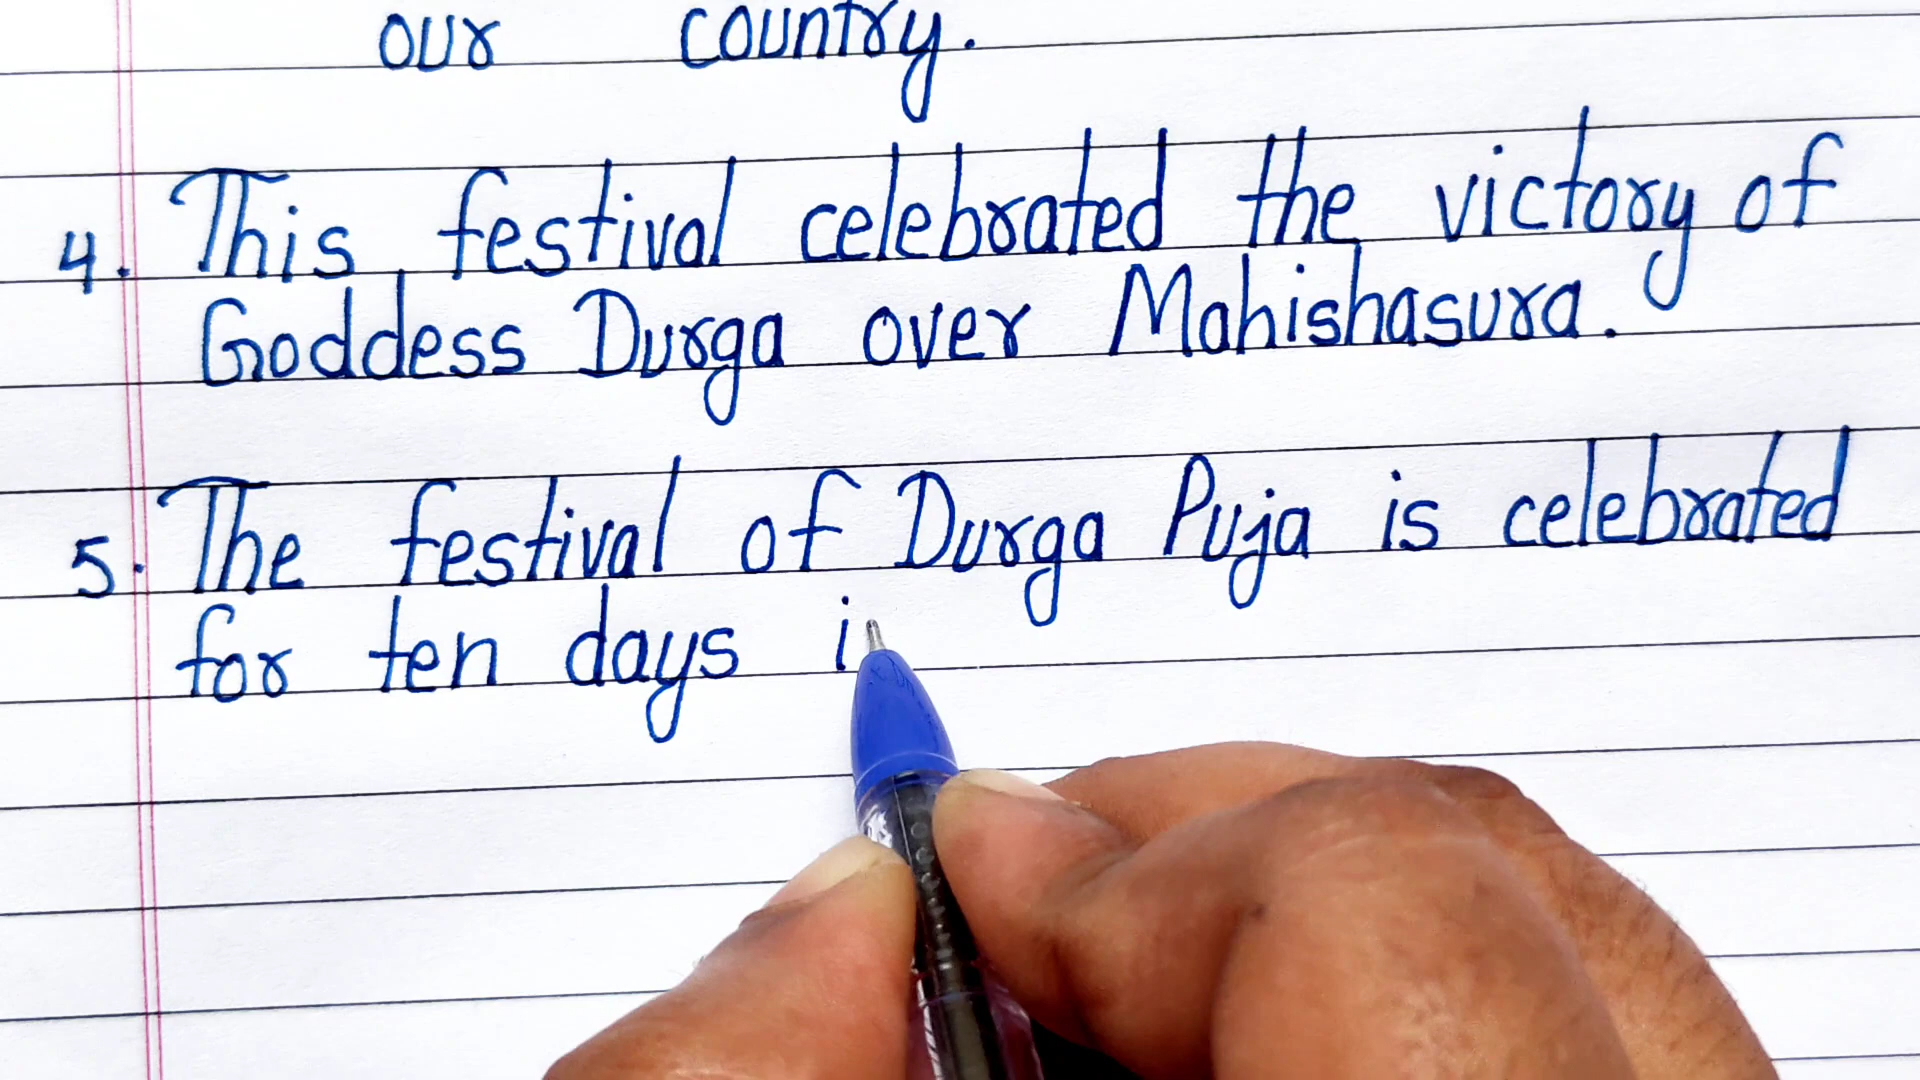 our country.
4. This festival celebrated the victory of
Goddess Durga over Mahishasura.
5. The festival of Durga Puja is celebrated
for ten days i